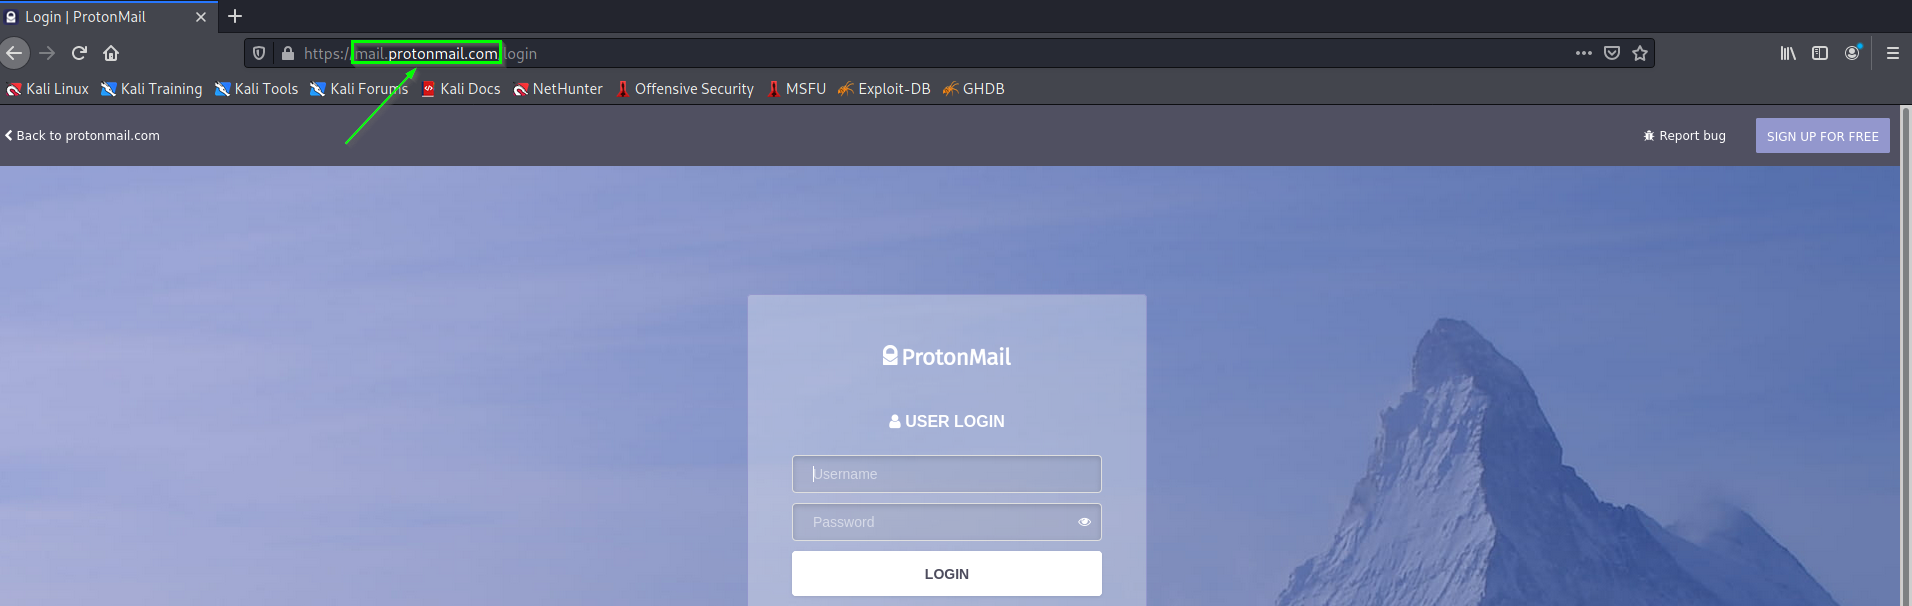 Login | ProtonMail
https:/ mail.protonmail.com login
Kali Linux Kali Training Kali Tools Kali Forums Kali Docs NetHunter Offensive Security MSFU Exploit-DB GHDB
Back to protonmail.com Report bug SIGN UP FOR FREE
ProtonMail
USER LOGIN
Username
Password
LOGIN